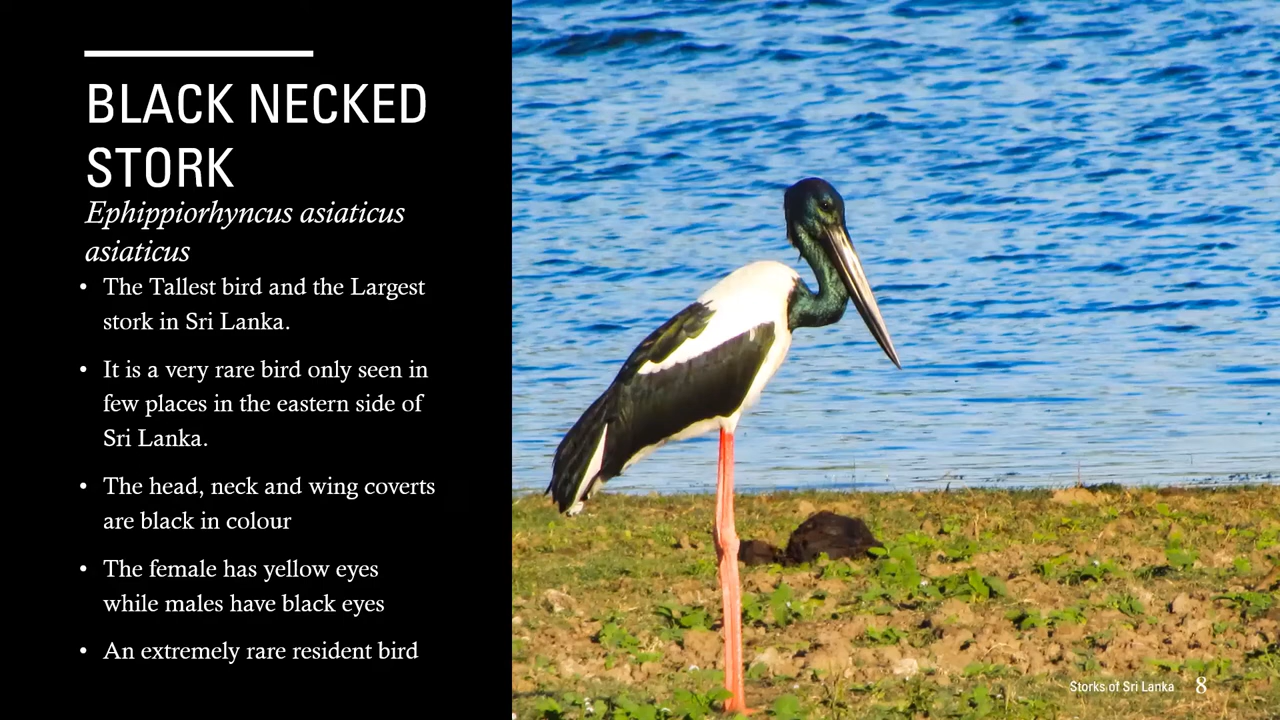 BLACK NECKED
STORK
Ephippiorhyncus asiaticus
asiaticus
• The Tallest bird and the Largest
stork in Sri Lanka.
• It is a very rare bird only seen in
few places in the eastern side of
Sri Lanka.
• The head, neck and wing coverts
are black in colour
• The female has yellow eyes
while males have black eyes
• An extremely rare resident bird
Storks of Sri Lanka 8